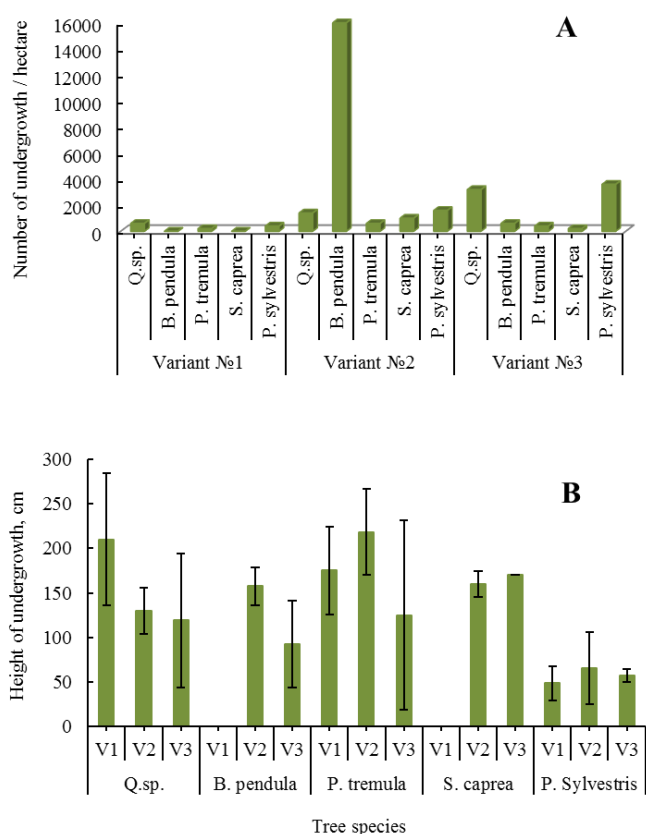 A
Number of undergrowth / hectare
16000
14000
12000
10000
8000
6000
4000
2000
0
Q.sp.
B. pendula
P. tremula
S. caprea
P. sylvestris
Q.sp.
B. pendula
P. tremula
S. caprea
P. sylvestris
Q.sp.
B. pendula
P. tremula
S. caprea
P. sylvestris
Variant №1 Variant №2 Variant №3
B
Height of undergrowth, cm
300
250
200
150
100
50
0
V1 V2 V3 V1 V2 V3 V1 V2 V3 V1 V2 V3 V1 V2 V3
Q.sp. B. pendula P. tremula S. caprea P. Sylvestris
Tree species